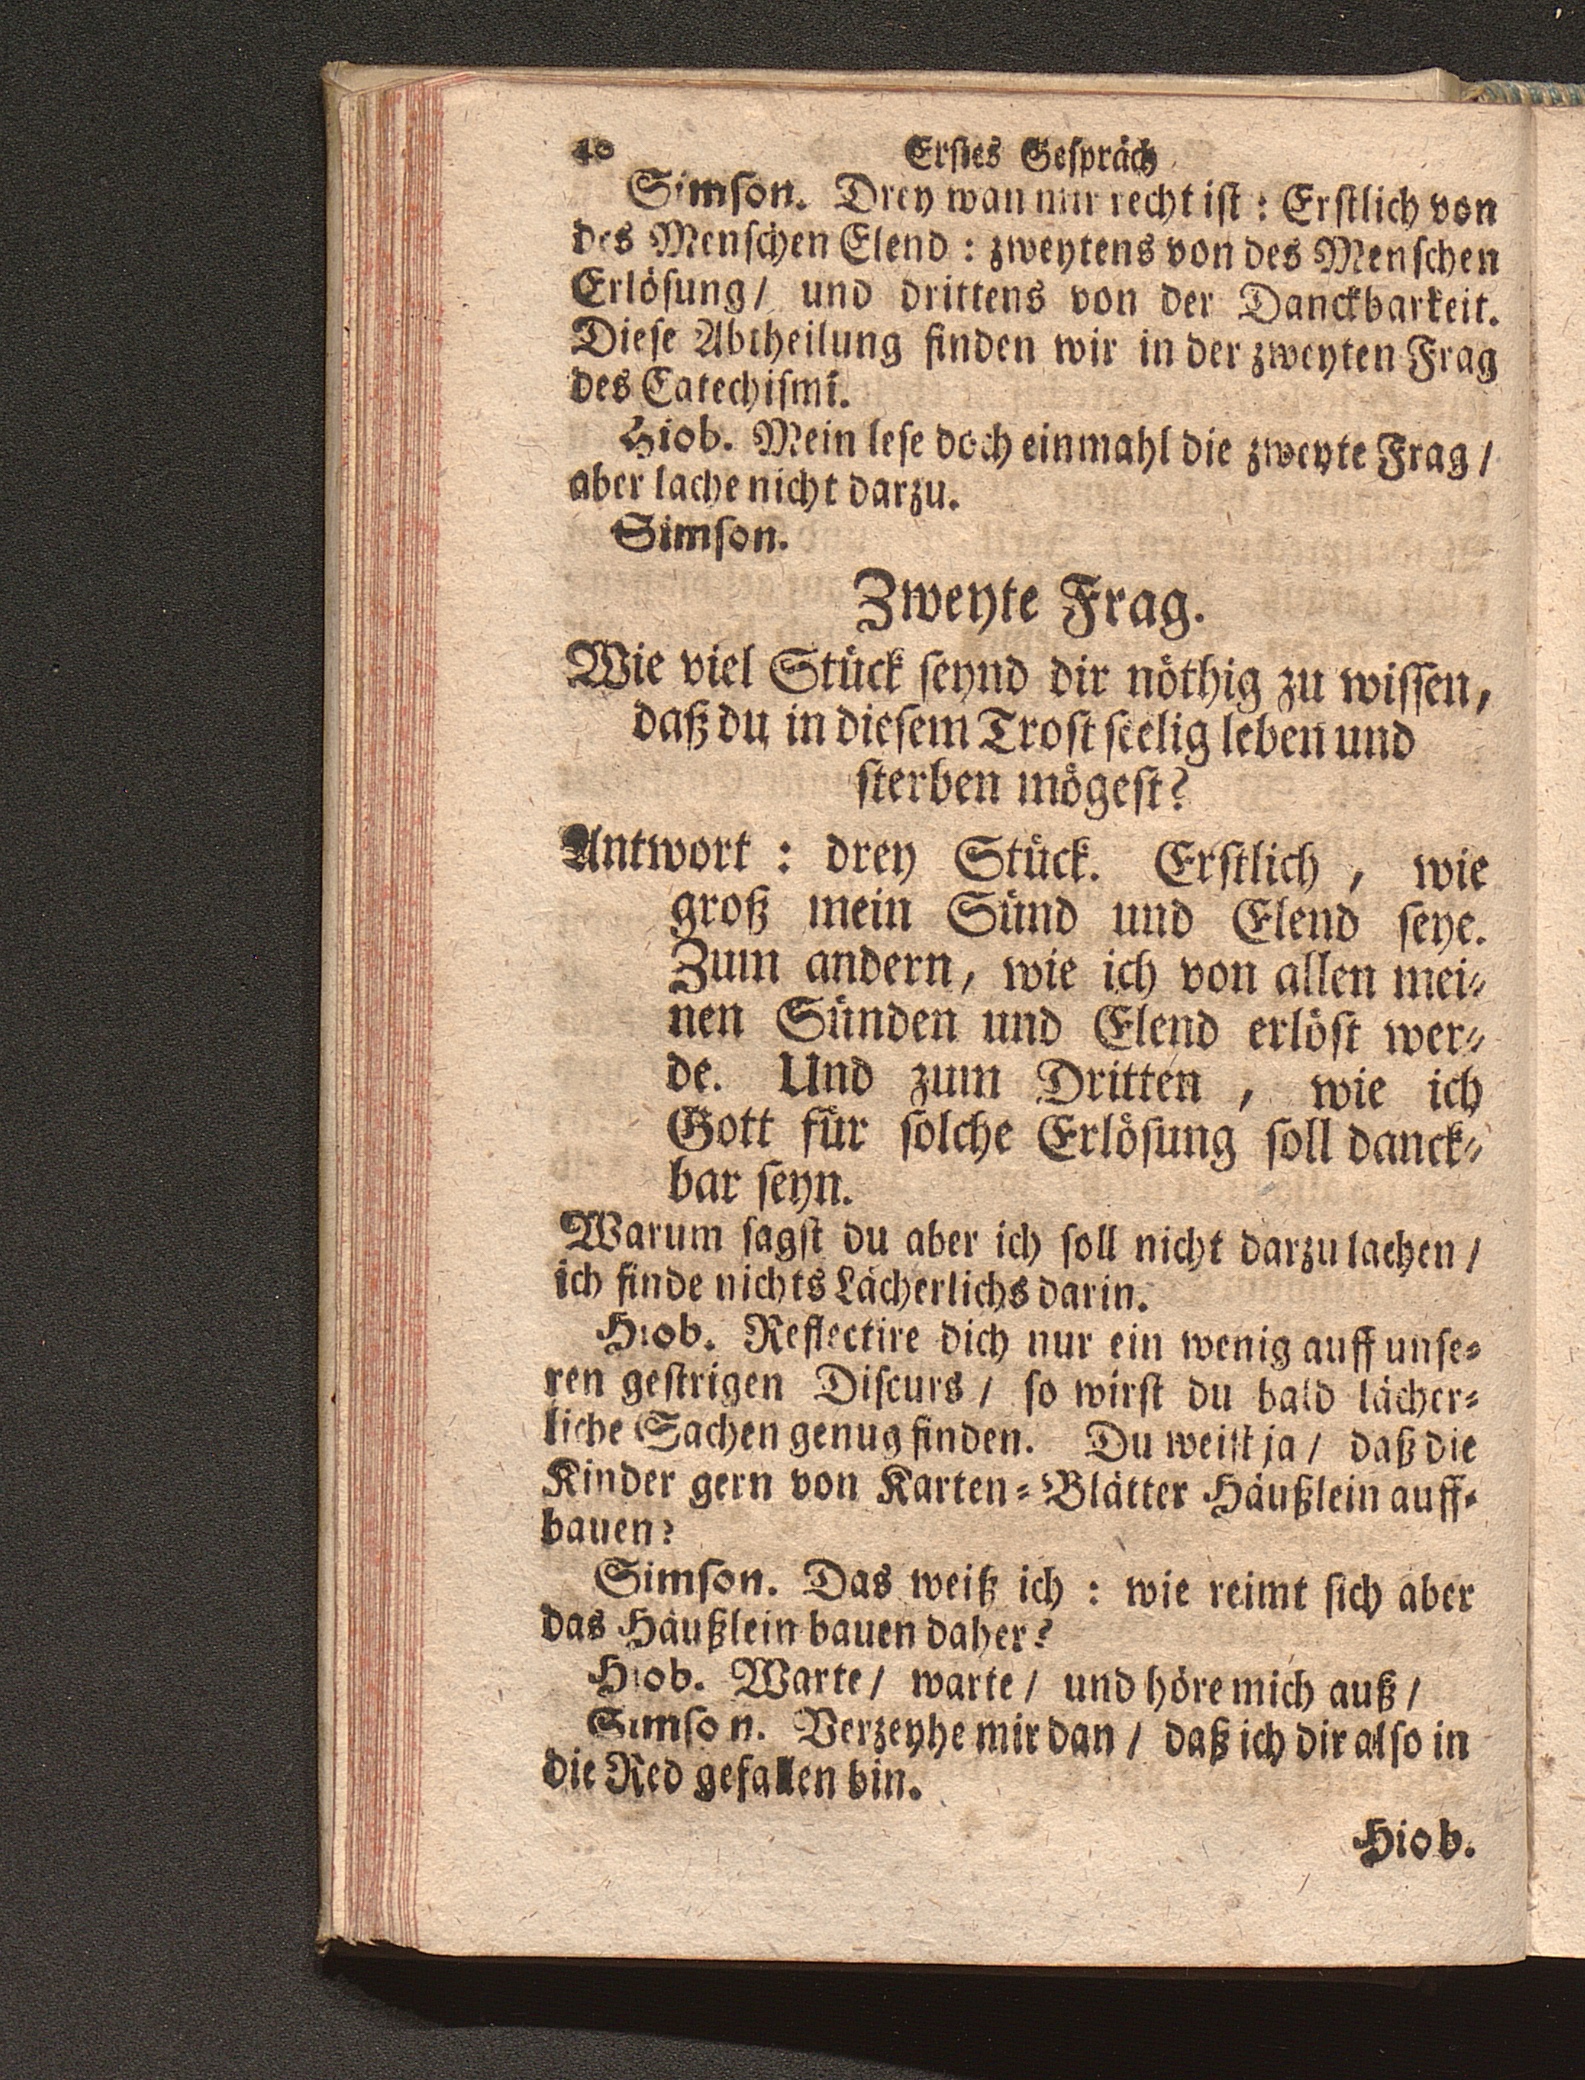 40 Erstes Gespräch
Simson. Drey wan mir recht ist : Erstlich von
des Menschen Elend : zweytens von des Menschen
Erlösung / und drittens von der Danckbarkeit.
Diese Abtheilung finden wir in der zweyten Frag
des Catechismi.
Hiob. Mein lese doch einmahl die zweyte Frag /
aber lache nicht darzu.
Simson.
Zweyte Frag.
Wie viel Stück seynd dir nöthig zu wissen,
daß du in diesem Trost seelig leben und
sterben mögest?
Antwort : drey Stück. Erstlich , wie
groß mein Sünd und Elend seye.
Zum andern, wie ich von allen mei-
nen Sünden und Elend erlöst wer-
de. Und zum Dritten , wie ich
Gott für solche Erlösung soll danck-
bar seyn.
Warum sagst du aber ich soll nicht darzu lachen /
ich finde nichts Lächerlichs darin.
Hiob. Reflectire dich nur ein wenig auff unse-
ren gestrigen Discurs / so wirst du bald lächer-
liche Sachen genug finden. Du weist ja / daß die
Kinder gern von Karten-Blätter Häußlein auff-
bauen?
Simson. Das weiß ich : wie reimt sich aber
das Häußlein bauen daher?
Hiob. Warte / warte / und höre mich auß /
Simson. Verzeyhe mir dan / daß ich dir also in
die Red gefallen bin.
Hiob.